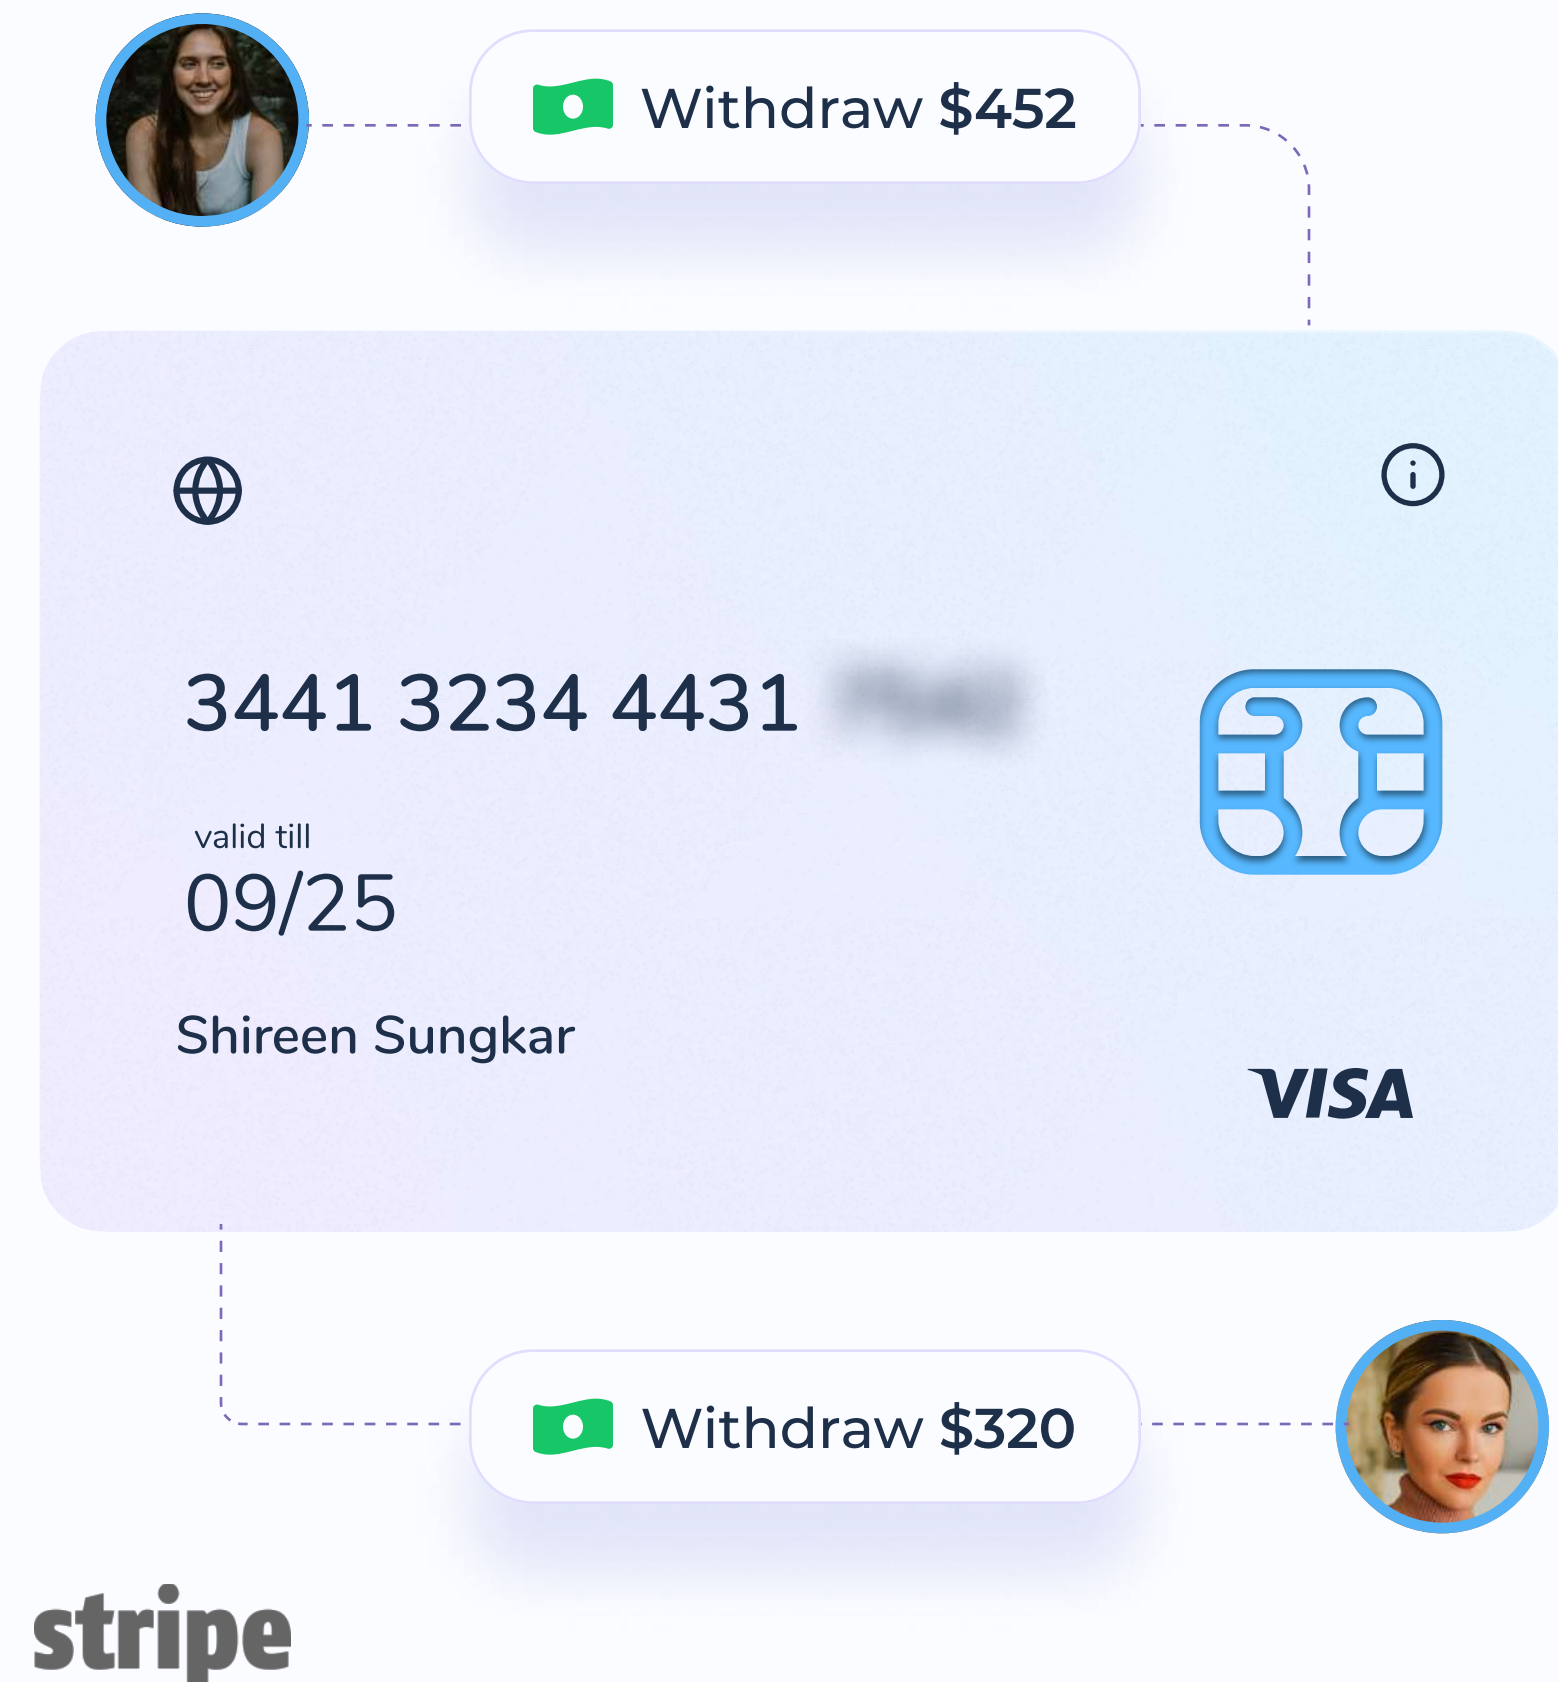 Withdraw $452
3441 3234 4431
valid till
09/25
Shireen Sungkar
VISA
Withdraw $320
stripe